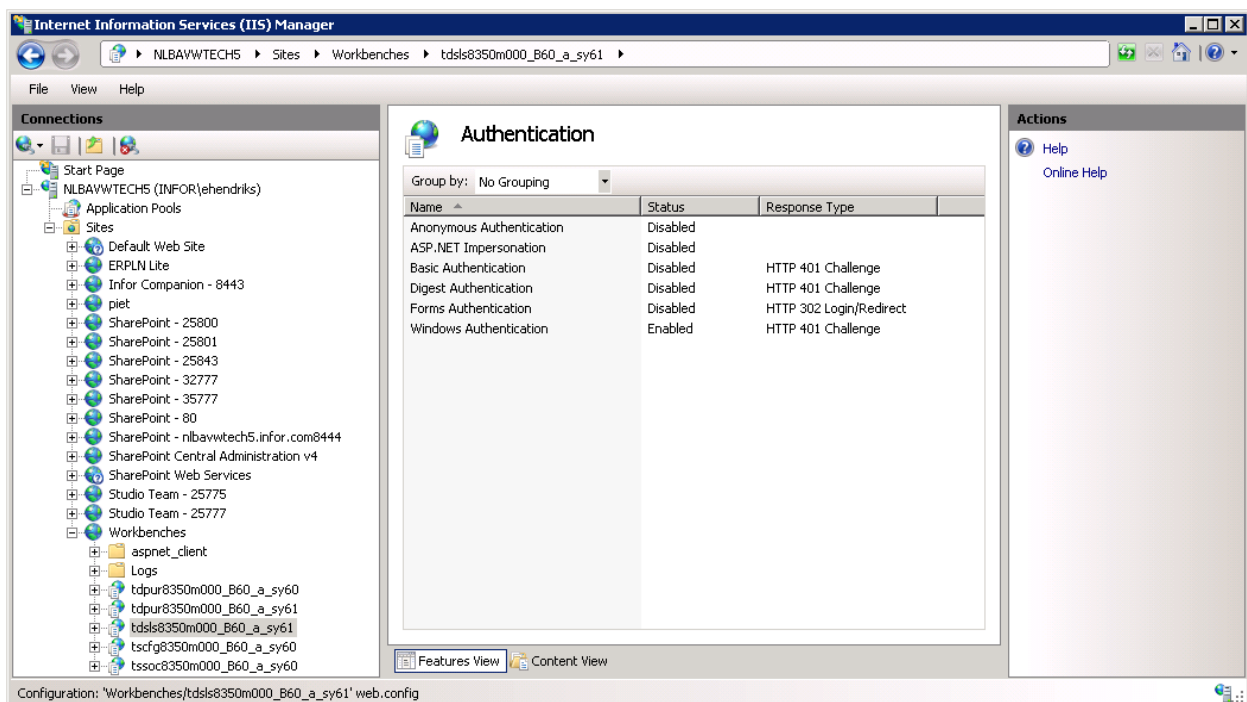 Internet Information Services (IIS) Manager
NLBAVWTECH5 Sites Workbenches tdsls8350m000_B60_a_sy61
File View Help
Connections
Start Page
NLBAVWTECH5 (INFOR\ehendriks)
Application Pools
Sites
Default Web Site
ERPLN Lite
Infor Companion - 8443
piet
SharePoint - 25800
SharePoint - 25801
SharePoint - 25843
SharePoint - 32777
SharePoint - 35777
SharePoint - 80
SharePoint - nlbavwtech5.infor.com8444
SharePoint Central Administration v4
SharePoint Web Services
Studio Team - 25775
Studio Team - 25777
Workbenches
aspnet_client
Logs
tdpur8350m000_B60_a_sy60
tdpur8350m000_B60_a_sy61
tdsls8350m000_B60_a_sy61
tscfg8350m000_B60_a_sy60
tssoc8350m000_B60_a_sy60
Authentication
Group by: No Grouping
Name Status Response Type
Anonymous Authentication Disabled
ASP.NET Impersonation Disabled
Basic Authentication Disabled HTTP 401 Challenge
Digest Authentication Disabled HTTP 401 Challenge
Forms Authentication Disabled HTTP 302 Login/Redirect
Windows Authentication Enabled HTTP 401 Challenge
Features View Content View
Actions
Help
Online Help
Configuration: 'Workbenches/tdsls8350m000_B60_a_sy61' web.config